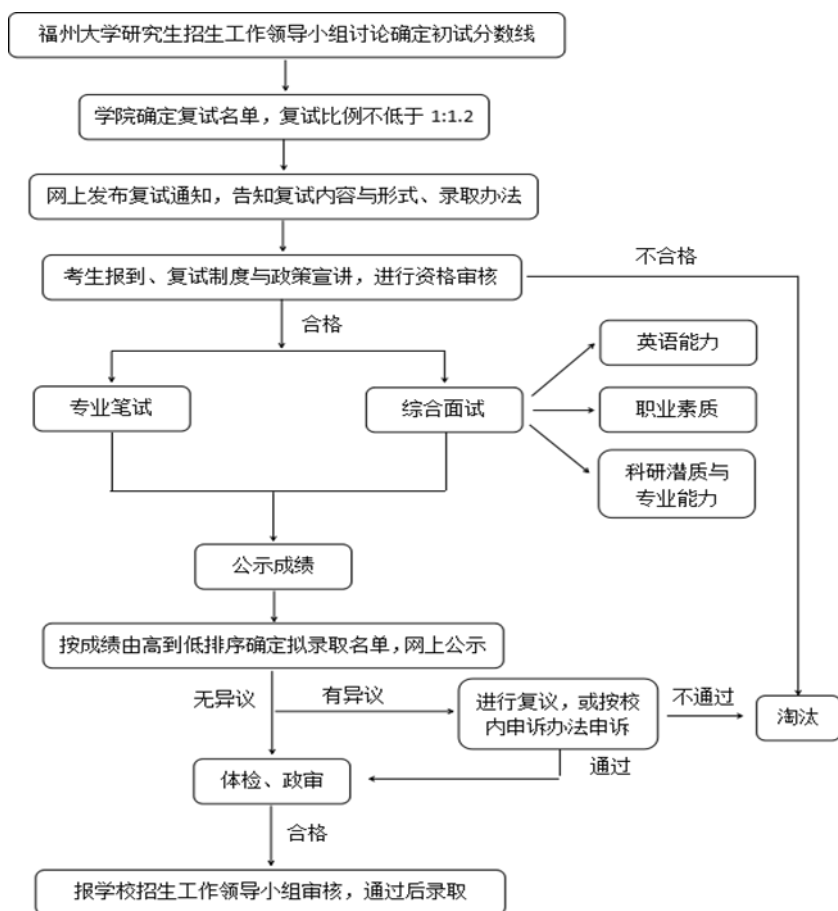 福州大学研究生招生工作领导小组讨论确定初试分数线
学院确定复试名单，复试比例不低于 1:1.2
网上发布复试通知，告知复试内容与形式、录取办法
考生报到、复试制度与政策宣讲，进行资格审核
不合格
合格
英语能力
专业笔试
综合面试
职业素质
科研潜质与
专业能力
公示成绩
按成绩由高到低排序确定拟录取名单，网上公示
无异议
有异议
进行复议，或按校
内申诉办法申诉
不通过
淘汰
通过
体检、政审
合格
报学校招生工作领导小组审核，通过后录取